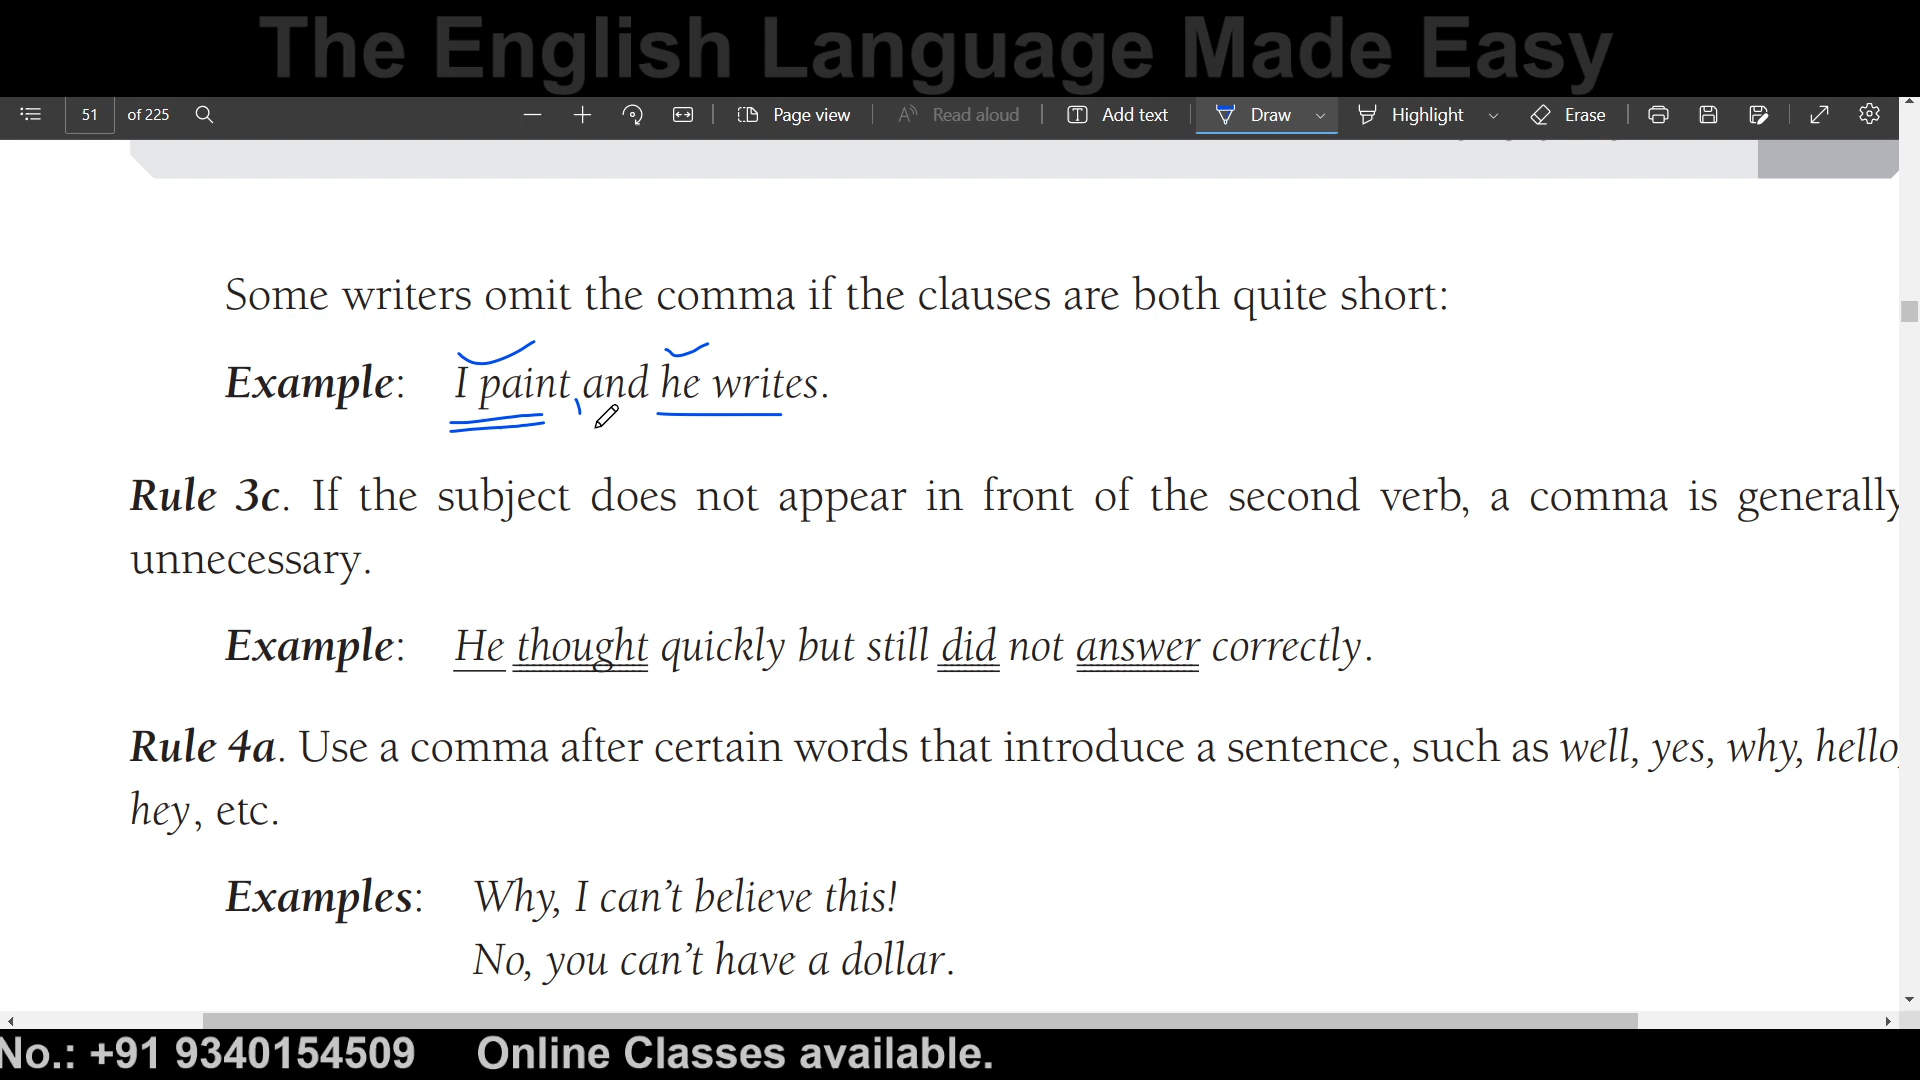 The English Language Made Easy
51 of 225 Page view Read aloud Add text Draw Highlight Erase
Some writers omit the comma if the clauses are both quite short:
Example: I paint and he writes.
Rule 3c. If the subject does not appear in front of the second verb, a comma is generally
unnecessary.
Example: He thought quickly but still did not answer correctly.
Rule 4a. Use a comma after certain words that introduce a sentence, such as well, yes, why, hello,
hey, etc.
Examples: Why, I can't believe this!
No, you can't have a dollar.
No.: +91 9340154509 Online Classes available.